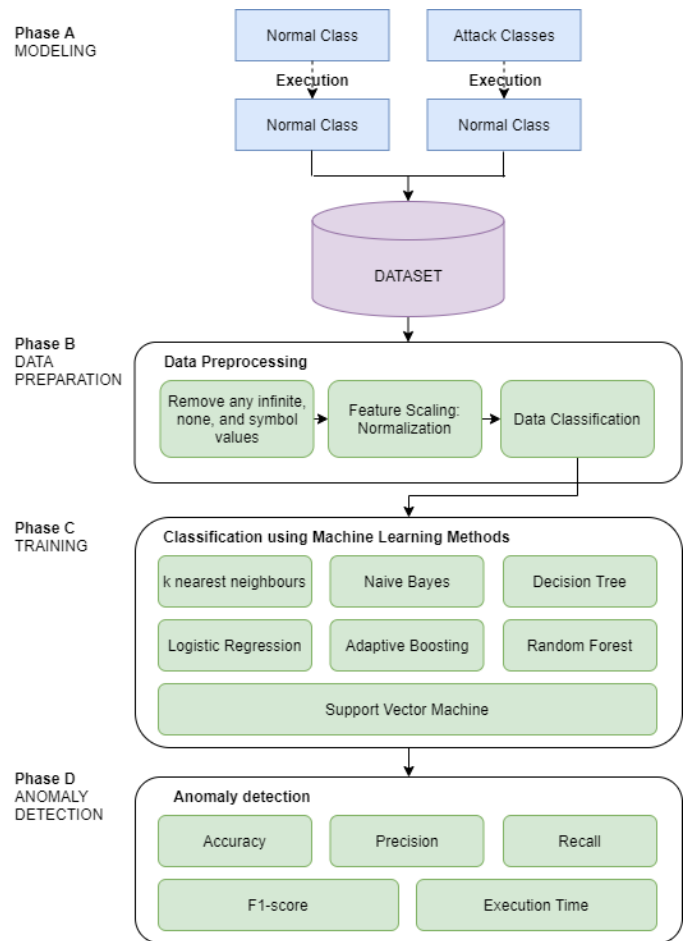 Phase A
MODELING
Normal Class
Attack Classes
Execution
Execution
Normal Class
Normal Class
DATASET
Phase B
DATA
PREPARATION
Data Preprocessing
Remove any infinite,
none, and symbol
values
Feature Scaling:
Normalization
Data Classification
Phase C
TRAINING
Classification using Machine Learning Methods
k nearest neighbours
Naive Bayes
Decision Tree
Logistic Regression
Adaptive Boosting
Random Forest
Support Vector Machine
Phase D
ANOMALY
DETECTION
Anomaly detection
Accuracy
Precision
Recall
F1-score
Execution Time